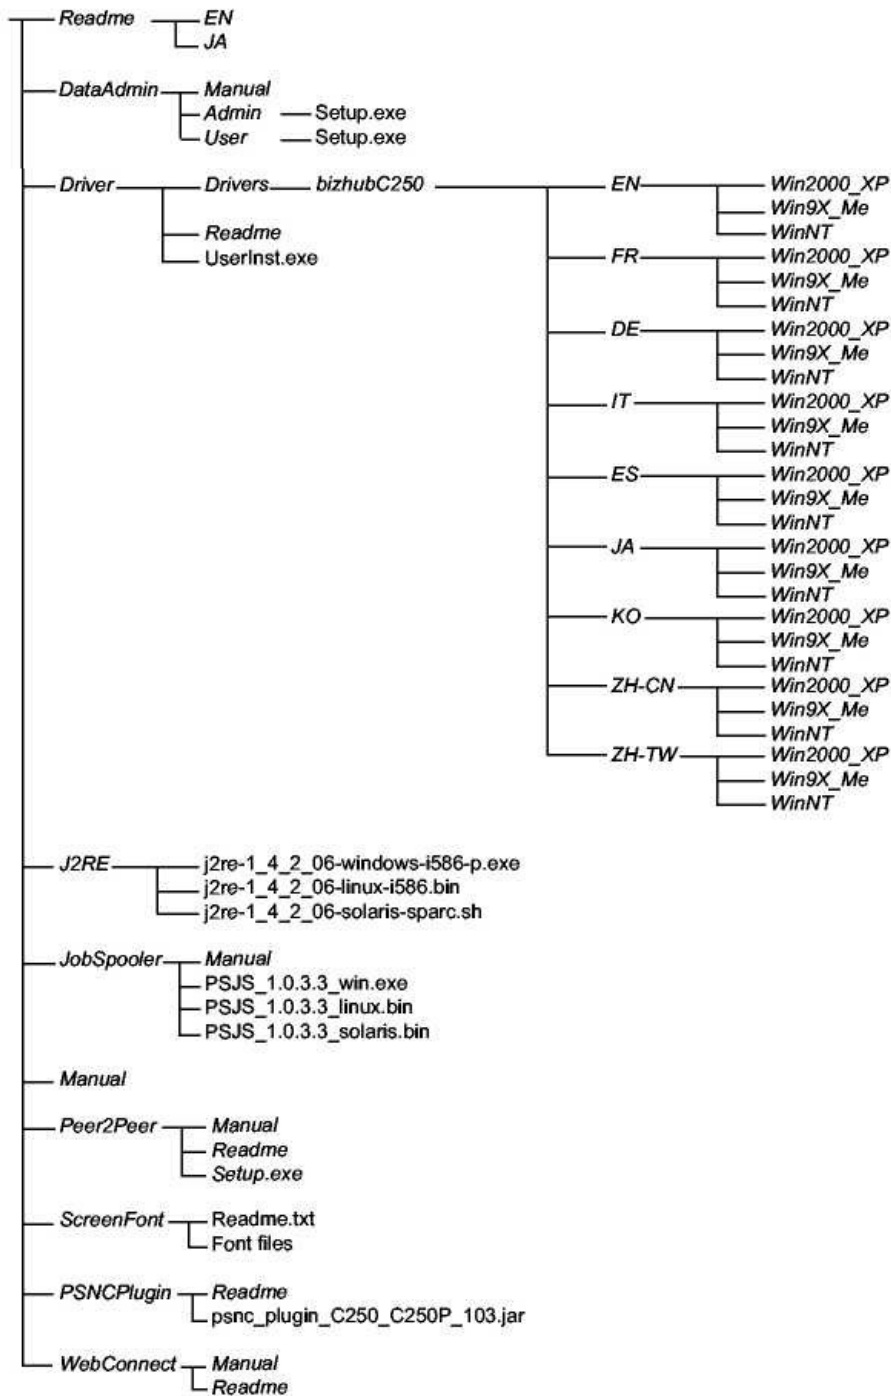 Readme EN
JA
DataAdmin Manual
Admin Setup.exe
User Setup.exe
Driver Drivers bizhubC250 EN Win2000_XP
Win9X_Me
Readme WinNT
UserInst.exe FR Win2000_XP
Win9X_Me
WinNT
DE Win2000_XP
Win9X_Me
WinNT
IT Win2000_XP
Win9X_Me
WinNT
ES Win2000_XP
Win9X_Me
WinNT
JA Win2000_XP
Win9X_Me
WinNT
KO Win2000_XP
Win9X_Me
WinNT
ZH-CN Win2000_XP
Win9X_Me
WinNT
ZH-TW Win2000_XP
Win9X_Me
WinNT
J2RE j2re-1_4_2_06-windows-i586-p.exe
j2re-1_4_2_06-linux-i586.bin
j2re-1_4_2_06-solaris-sparc.sh
JobSpooler Manual
PSJS_1.0.3.3_win.exe
PSJS_1.0.3.3_linux.bin
PSJS_1.0.3.3_solaris.bin
Manual
Peer2Peer Manual
Readme
Setup.exe
ScreenFont Readme.txt
Font files
PSNCPlugin Readme
psnc_plugin_C250_C250P_103.jar
WebConnect Manual
Readme